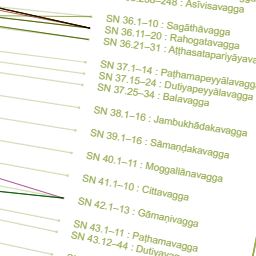 248 : Āsīvisavagga
SN 36.1–10 : Sagāthāvagga
SN 36.11–20 : Rahogatavagga
SN 36.21–31 : Aṭṭhasatapariyāyava
SN 37.1–14 : Paṭhamapeyyālavagga
SN 37.15–24 : Dutiyapeyyālavagga
SN 37.25–34 : Balavagga
SN 38.1–16 : Jambukhādakavagga
SN 39.1–16 : Sāmaṇḍakavagga
SN 40.1–11 : Moggallānavagga
SN 41.1–10 : Cittavagga
SN 42.1–13 : Gāmaṇivagga
SN 43.1–11 : Paṭhamavagga
SN 43.12–44 : Dutiyavagga